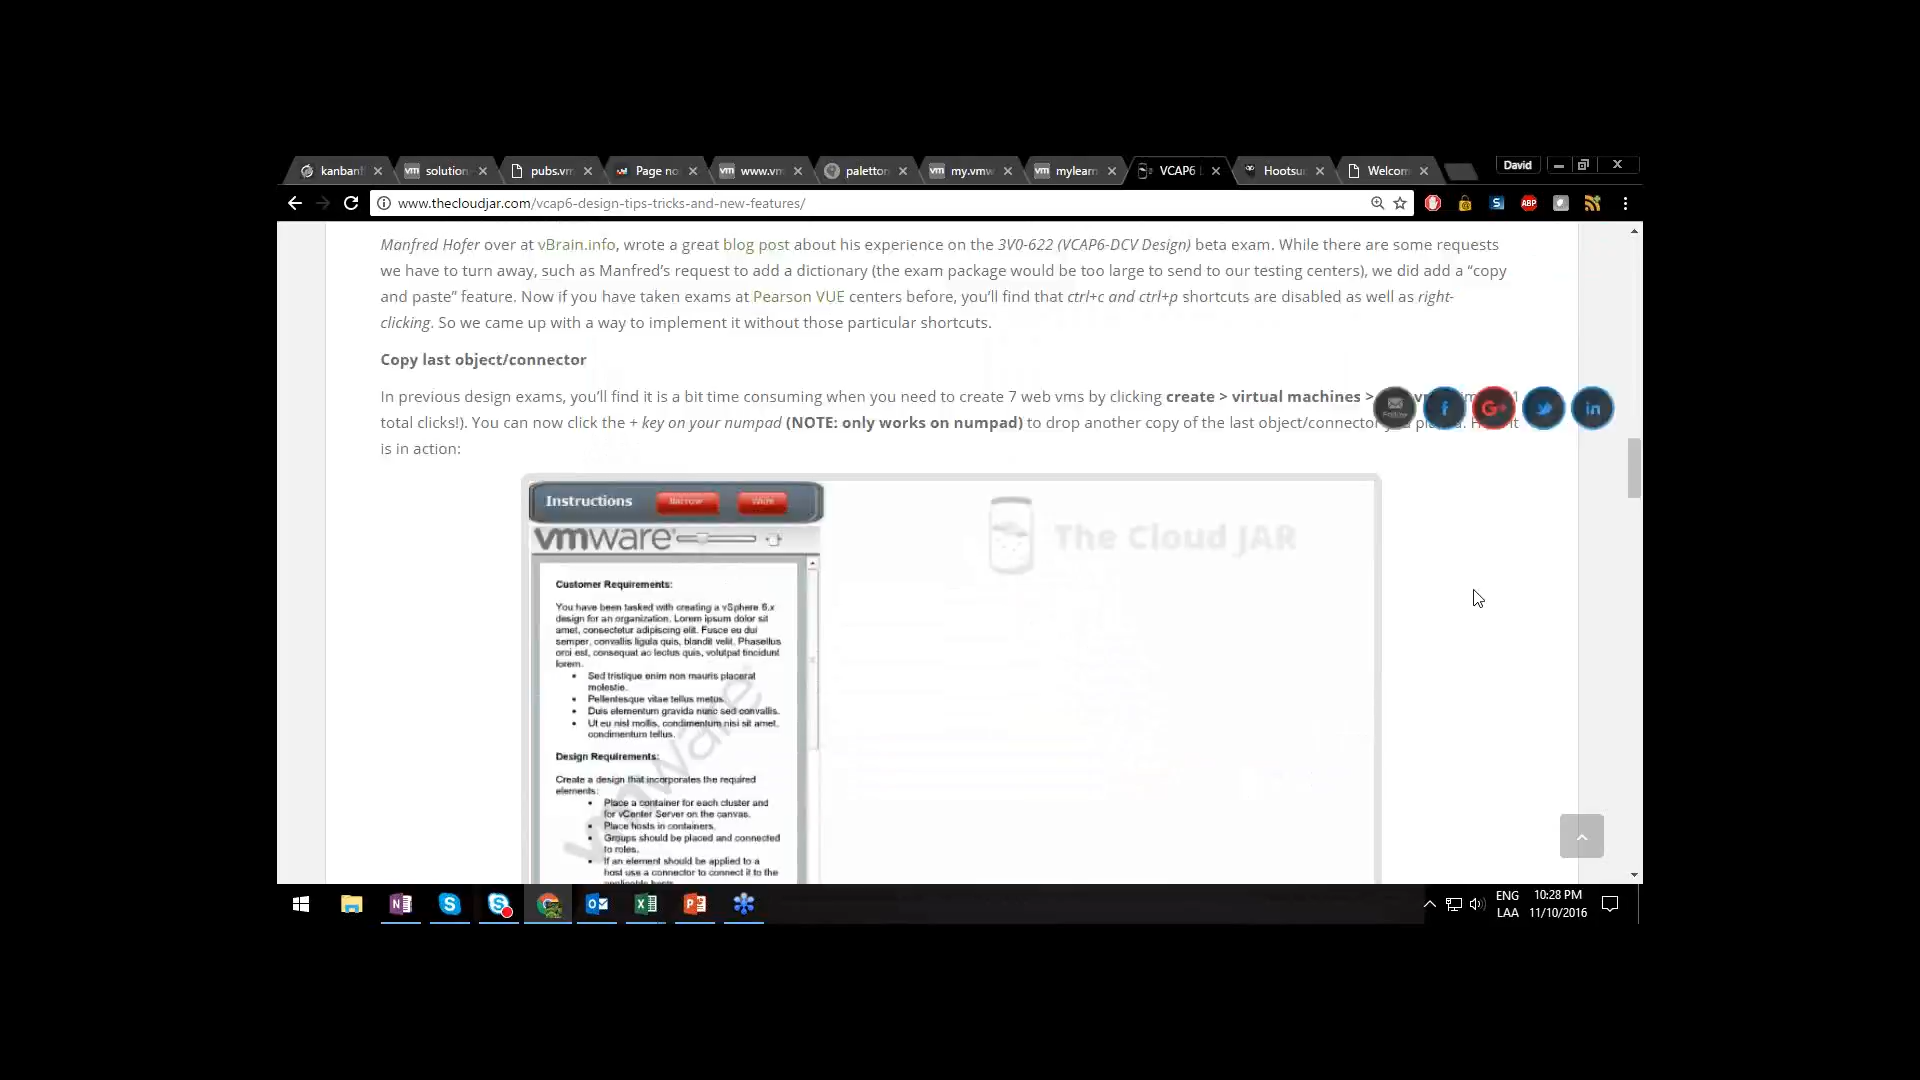 kanbanf
solution-
pubs.vm
Page no
www.vm
paletton
my.vmw
mylearn
VCAP6
Hootsu
Welcom
David
www.thecloudjar.com/vcap6-design-tips-tricks-and-new-features/
ABP
Manfred Hofer over at vBrain.info, wrote a great blog post about his experience on the 3V0-622 (VCAP6-DCV Design) beta exam. While there are some requests
we have to turn away, such as Manfred's request to add a dictionary (the exam package would be too large to send to our testing centers), we did add a “copy
and paste” feature. Now if you have taken exams at Pearson VUE centers before, you'll find that ctrl+c and ctrl+p shortcuts are disabled as well as right-
clicking. So we came up with a way to implement it without those particular shortcuts.
Copy last object/connector
In previous design exams, you'll find it is a bit time consuming when you need to create 7 web vms by clicking create > virtual machines >
total clicks!). You can now click the + key on your numpad (NOTE: only works on numpad) to drop another copy of the last object/connector
is in action:
Follow
Instructions
Narrow
Wide
vmware
The Cloud JAR
Customer Requirements:
You have been tasked with creating a vSphere 6.x
design for an organization. Lorem ipsum dolor sit
amet, consectetur adipiscing elit. Fusce eu dui
semper, convallis ligula quis, blandit velit. Phasellus
orci est, consequat ac lectus quis, volutpat tincidunt
lorem.
• Sed tristique enim non mauris placerat
molestie.
• Pellentesque vitae tellus metus.
• Duis elementum gravida nunc sed convallis.
• Ut eu nisl mollis, condimentum nisi sit amet,
condimentum tellus.
Design Requirements:
Create a design that incorporates the required
elements:
• Place a container for each cluster and
for vCenter Server on the canvas.
• Place hosts in containers.
• Groups should be placed and connected
to roles.
• If an element should be applied to a
host use a connector to connect it to the
applicable hosts
vmware
ENG
LAA
10:28 PM
11/10/2016